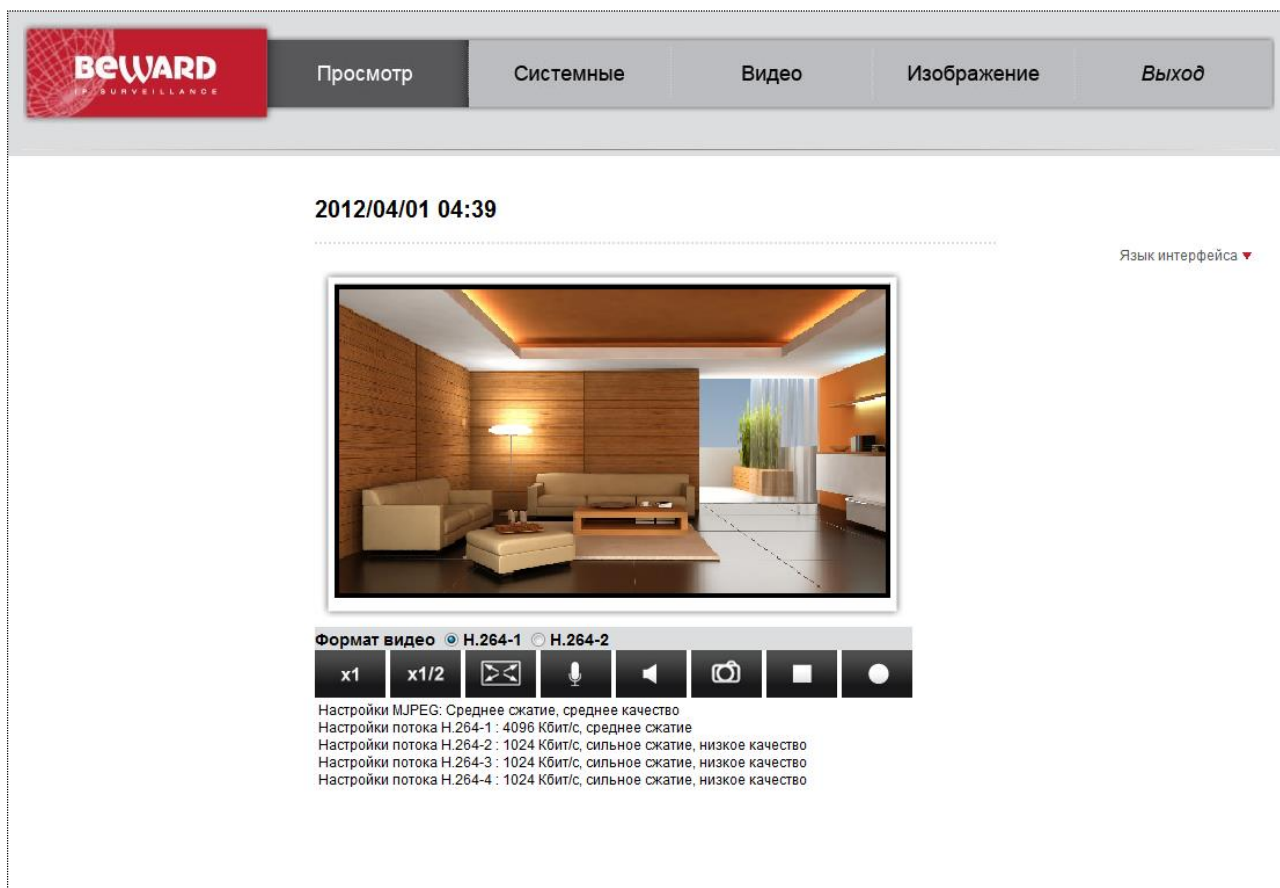 BEWARD
IP SURVEILLANCE
Просмотр
Системные
Видео
Изображение
Выход
2012/04/01 04:39
Язык интерфейса
Формат видео H.264-1 H.264-2
x1 x1/2
Настройки MJPEG: Среднее сжатие, среднее качество
Настройки потока H.264-1 : 4096 Кбит/с, среднее сжатие
Настройки потока H.264-2 : 1024 Кбит/с, сильное сжатие, низкое качество
Настройки потока H.264-3 : 1024 Кбит/с, сильное сжатие, низкое качество
Настройки потока H.264-4 : 1024 Кбит/с, сильное сжатие, низкое качество